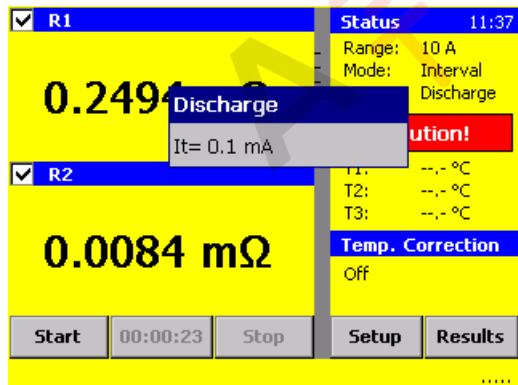 R1
0.2494
Discharge
It= 0.1 mA
R2
0.0084 mΩ
Start 00:00:23 Stop
Status 11:37
Range: 10 A
Mode: Interval
Discharge
ution!
T1: --,- °C
T2: --,- °C
T3: --,- °C
Temp. Correction
Off
Setup Results
.....